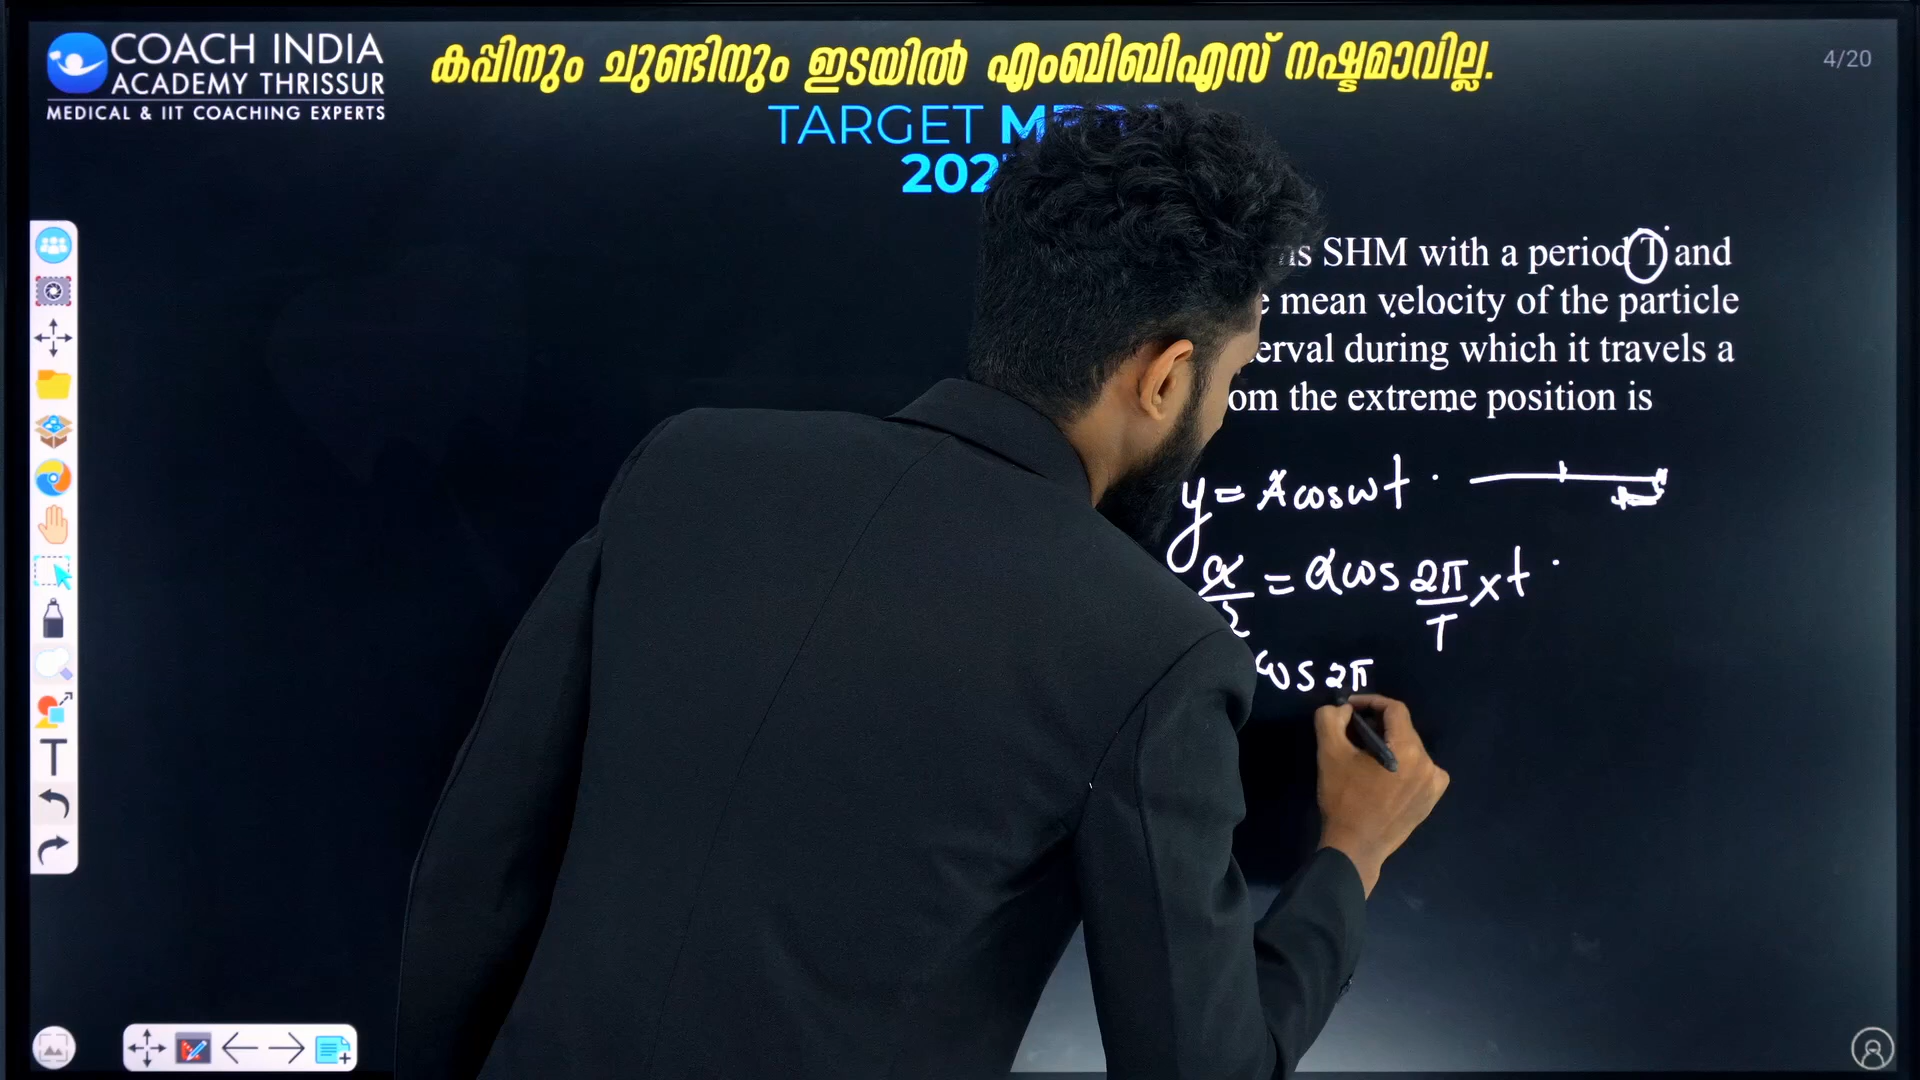 COACH INDIA
ACADEMY THRISSUR
MEDICAL & IIT COACHING EXPERTS
കപ്പിനും ചുണ്ടിനും ഇടയിൽ എംബിബിഎസ് നഷ്ടമാവില്ല.
TARGET
4/20
SHM with a period T and
mean velocity of the particle
during which it travels a
the extreme position is
y = A cos ωt
α/2 = α cos 2π/T × t
cos 2π
T